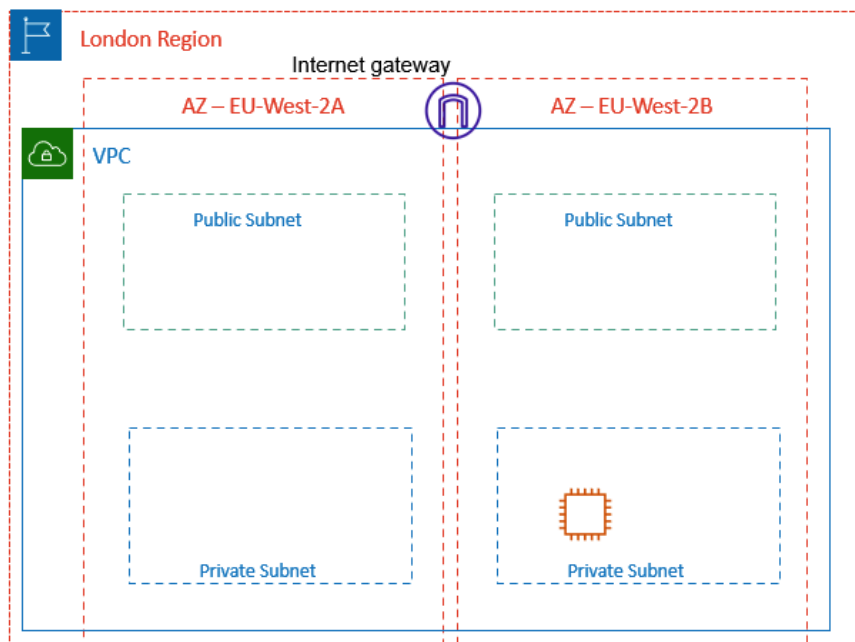 London Region
Internet gateway
AZ – EU-West-2A
AZ – EU-West-2B
VPC
Public Subnet
Public Subnet
Private Subnet
Private Subnet